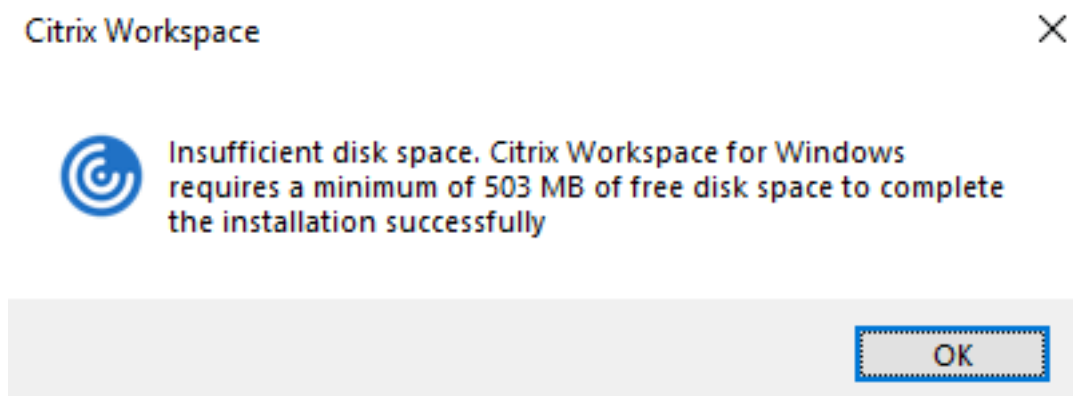 Citrix Workspace
Insufficient disk space. Citrix Workspace for Windows
requires a minimum of 503 MB of free disk space to complete
the installation successfully
OK